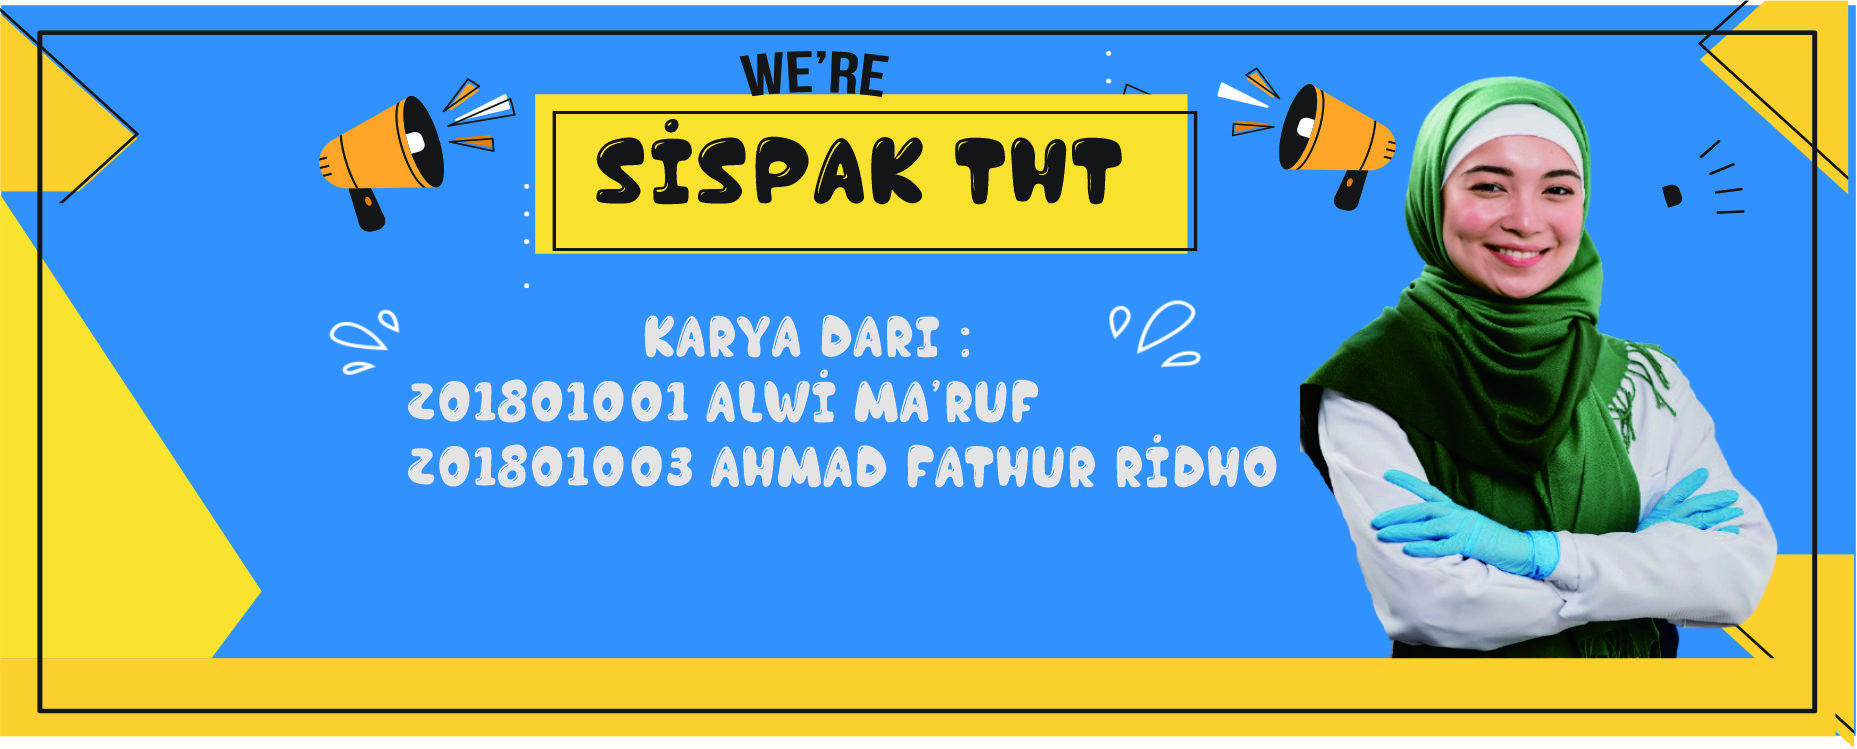 WE'RE
SİSPAK THT
KARYA DARI :
201801001 ALWİ MA'RUF
201801003 AHMAD FATHUR RİDHO